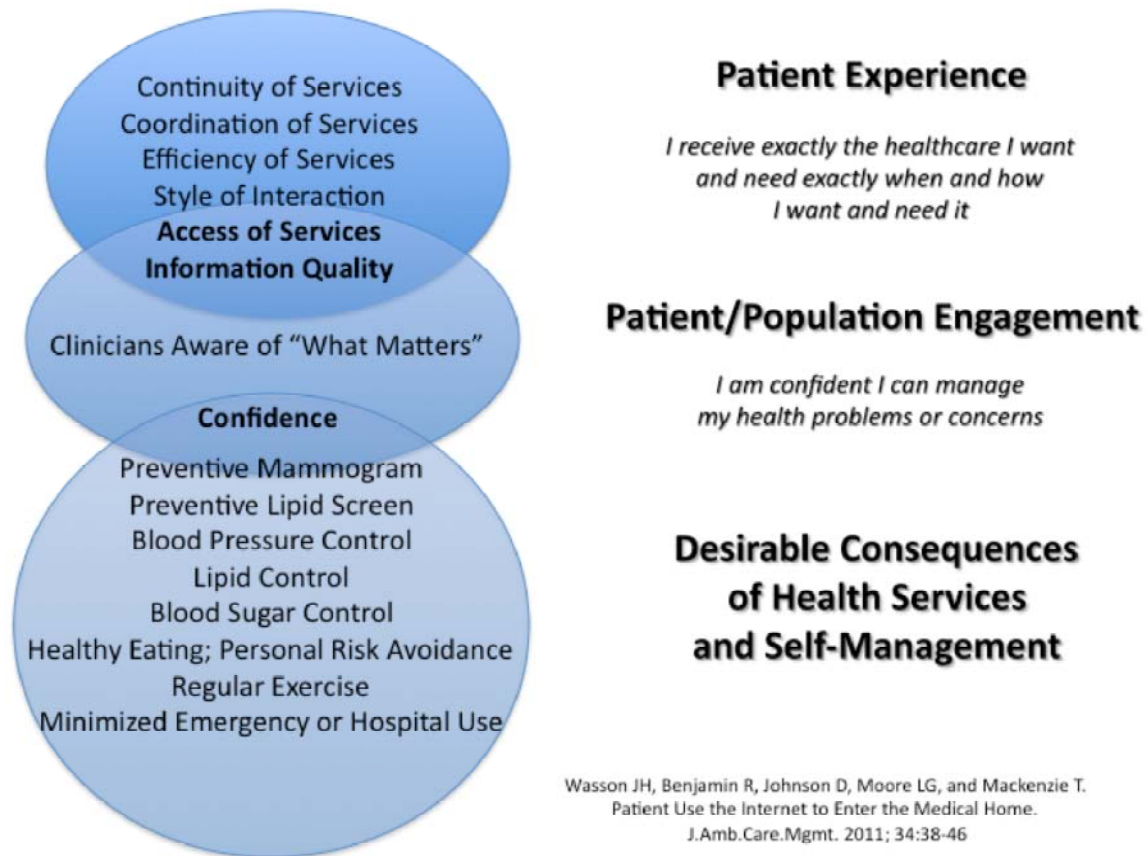 Continuity of Services
Coordination of Services
Efficiency of Services
Style of Interaction
Access of Services
Information Quality
Clinicians Aware of “What Matters”
Confidence
Preventive Mammogram
Preventive Lipid Screen
Blood Pressure Control
Lipid Control
Blood Sugar Control
Healthy Eating; Personal Risk Avoidance
Regular Exercise
Minimized Emergency or Hospital Use
Patient Experience
I receive exactly the healthcare I want
and need exactly when and how
I want and need it
Patient/Population Engagement
I am confident I can manage
my health problems or concerns
Desirable Consequences
of Health Services
and Self-Management
Wasson JH, Benjamin R, Johnson D, Moore LG, and Mackenzie T.
Patient Use the Internet to Enter the Medical Home.
J.Amb.Care.Mgmt. 2011; 34:38-46